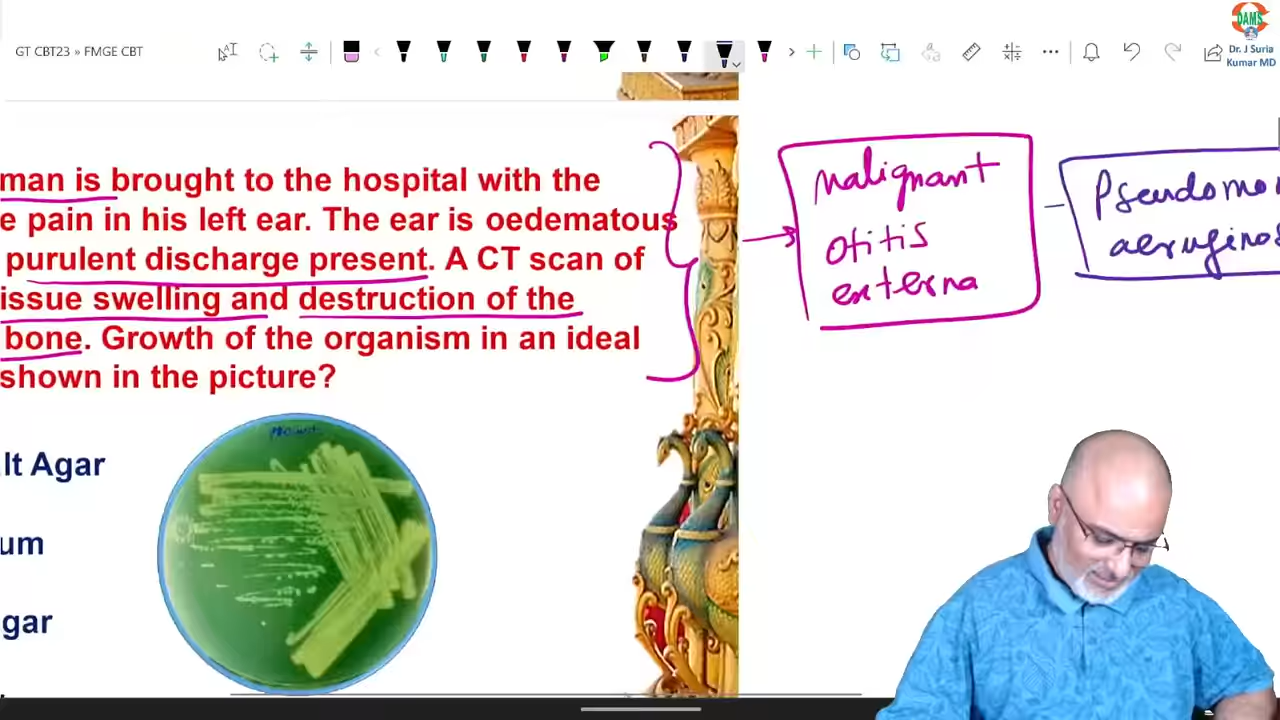 GT CBT23 » FMGE CBT
DAMS
Dr. J Suria
Kumar MD
man is brought to the hospital with the
e pain in his left ear. The ear is oedematous
purulent discharge present. A CT scan of
issue swelling and destruction of the
bone. Growth of the organism in an ideal
shown in the picture?
lt Agar
um
gar
malignant
otitis
externa
Pseudomon
aeruginos